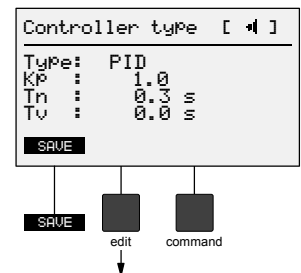 Controller type [ ]
Type: PID
Kp : 1.0
Tn : 0.3 s
Tv : 0.0 s
SAVE
SAVE
edit command